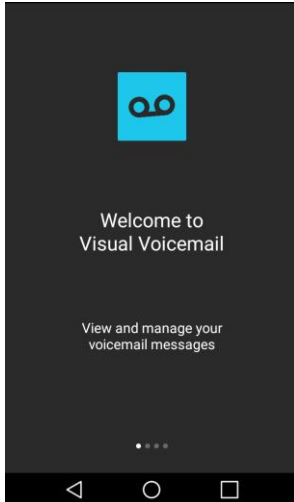 Welcome to
Visual Voicemail
View and manage your
voicemail messages